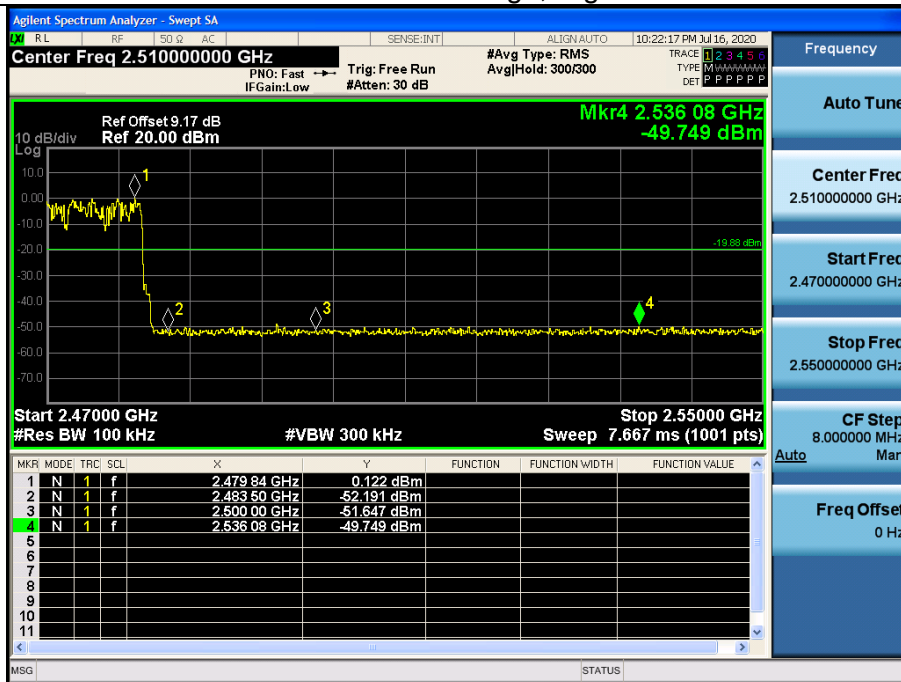 Agilent Spectrum Analyzer - Swept SA
LXI RL RF 50 Ω AC SENSE:INT ALIGN AUTO 10:22:17 PM Jul 16, 2020
Center Freq 2.510000000 GHz
PNO: Fast
IFGain:Low
Trig: Free Run
#Atten: 30 dB
#Avg Type: RMS
Avg|Hold: 300/300
TRACE 1 2 3 4 5 6
TYPE M W W W W W
DET P P P P P P
Mkr4 2.536 08 GHz
-49.749 dBm
Ref Offset 9.17 dB
10 dB/div Ref 20.00 dBm
Log
10.0
0.00
-10.0
-20.0
-30.0
-40.0
-50.0
-60.0
-70.0
1
2
3
4
-19.88 dBm
Start 2.47000 GHz Stop 2.55000 GHz
#Res BW 100 kHz #VBW 300 kHz Sweep 7.667 ms (1001 pts)
MKR MODE TRC SCL X Y FUNCTION FUNCTION WIDTH FUNCTION VALUE
1 N 1 f 2.479 84 GHz 0.122 dBm
2 N 1 f 2.483 50 GHz -52.191 dBm
3 N 1 f 2.500 00 GHz -51.647 dBm
4 N 1 f 2.536 08 GHz -49.749 dBm
5
6
7
8
9
10
11
MSG STATUS
Frequency
Auto Tune
Center Freq
2.510000000 GHz
Start Freq
2.470000000 GHz
Stop Freq
2.550000000 GHz
CF Step
8.000000 MHz
Auto Man
Freq Offset
0 Hz